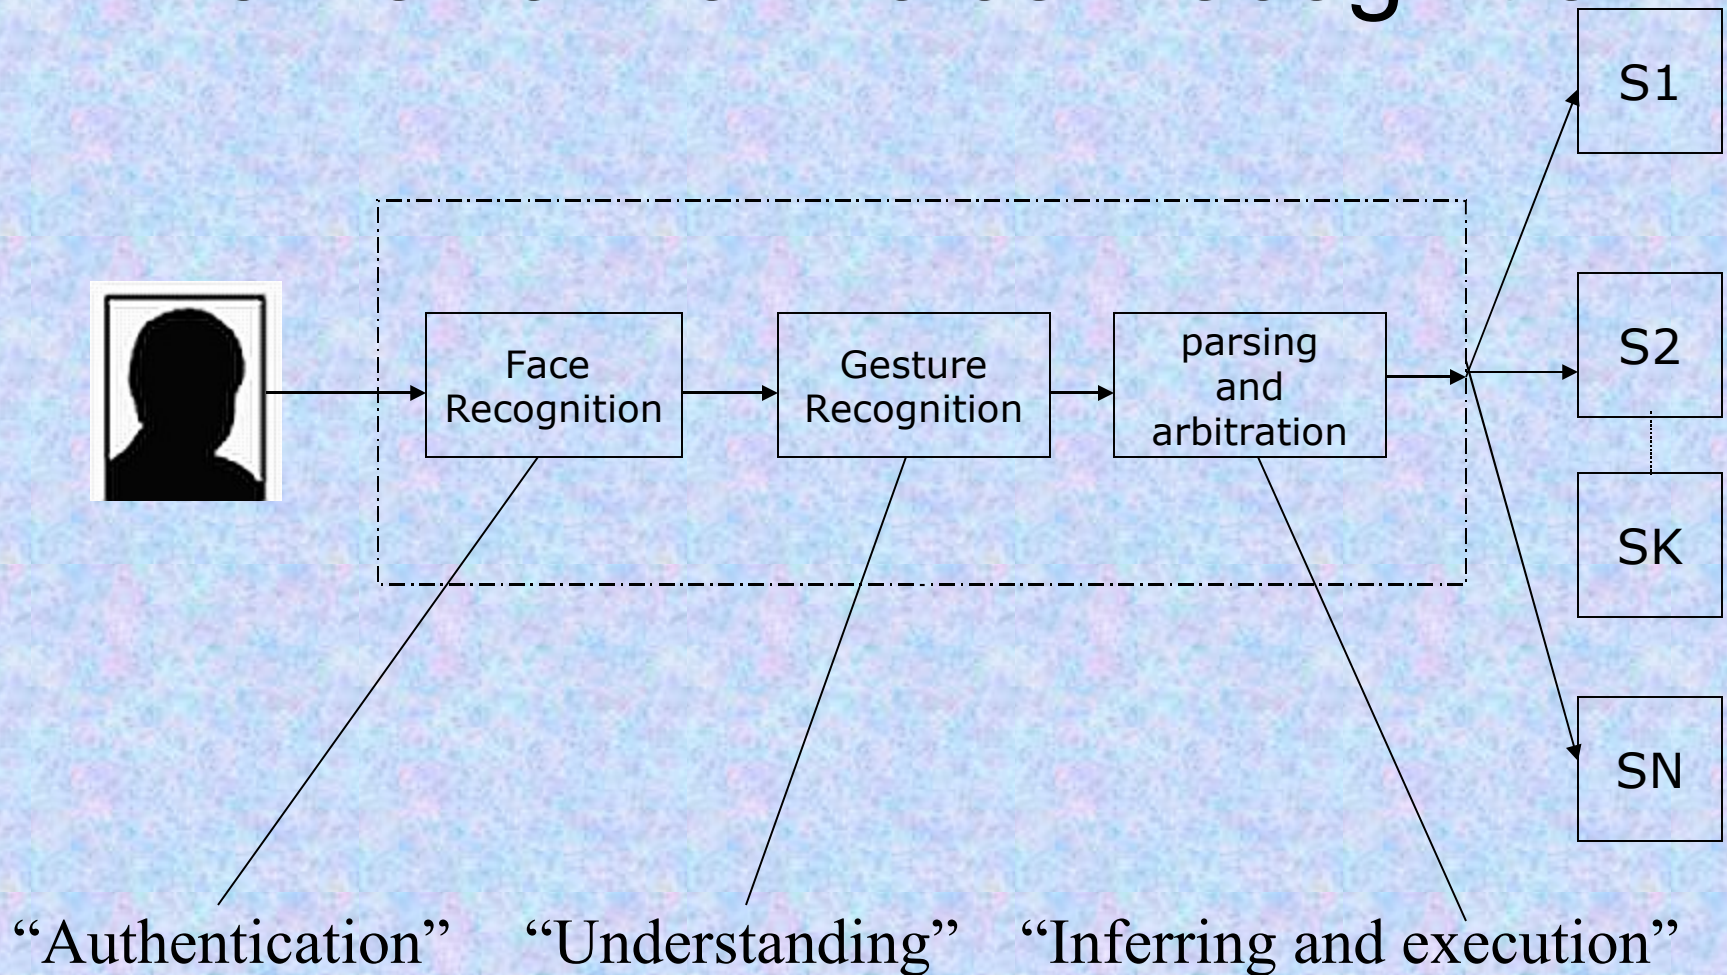 S1
S2
Face
Recognition
Gesture
Recognition
parsing
and
arbitration
SK
SN
“Authentication”
“Understanding”
“Inferring and execution”